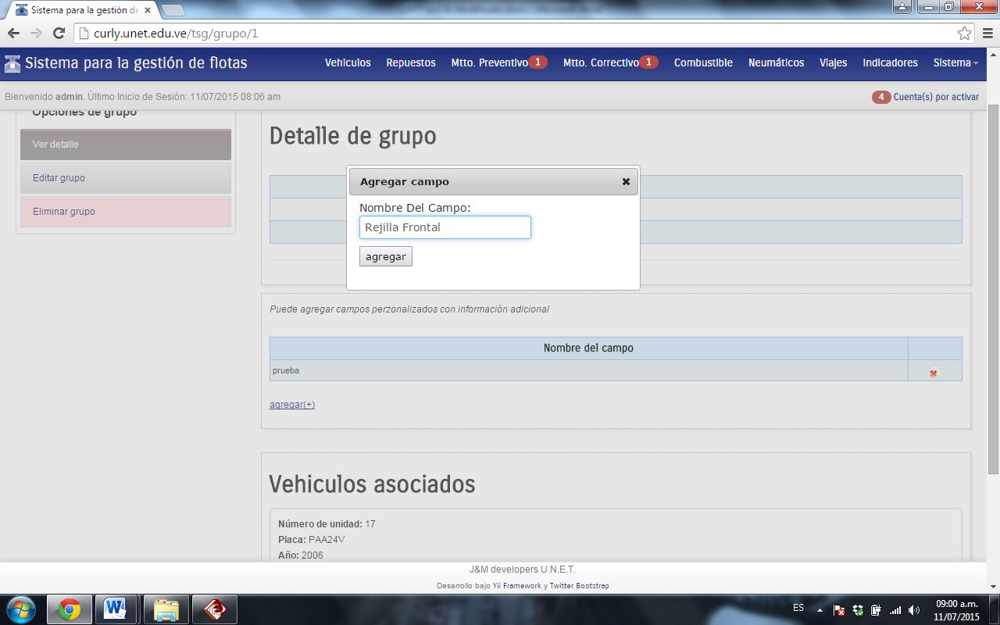 Sistema para la gestión de
curly.unet.edu.ve/tsg/grupo/1
Sistema para la gestión de flotas
Vehículos Repuestos Mtto. Preventivo 1 Mtto. Correctivo 1 Combustible Neumáticos Viajes Indicadores Sistema
Bienvenido admin. Último Inicio de Sesión: 11/07/2015 08:06 am
4 Cuenta(s) por activar
Opciones de grupo
Ver detalle
Editar grupo
Eliminar grupo
Detalle de grupo
Agregar campo
Nombre Del Campo:
Rejilla Frontal
agregar
Puede agregar campos perzonalizados con información adicional
Nombre del campo
prueba
agregar(+)
Vehiculos asociados
Número de unidad: 17
Placa: PAA24V
Año: 2006
J&M developers U.N.E.T.
Desarrollo bajo Yii Framework y Twitter Bootstrap
ES
09:00 a.m.
11/07/2015